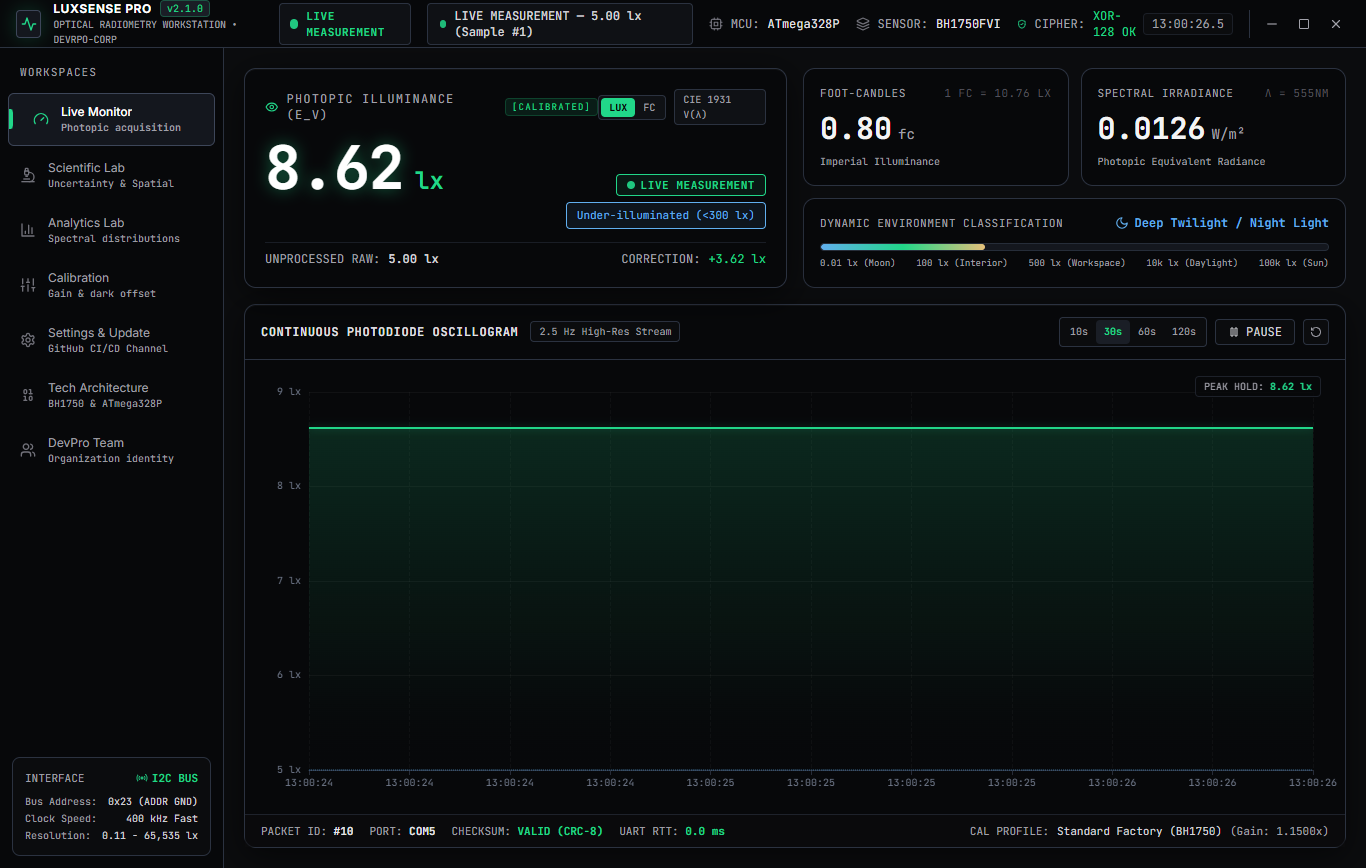 LUXSENSE PRO v2.1.0
OPTICAL RADIOMETRY WORKSTATION •
DEVRPO-CORP
LIVE
MEASUREMENT
LIVE MEASUREMENT — 5.00 lx
(Sample #1)
MCU: ATmega328P
SENSOR: BH1750FVI
CIPHER: XOR-
128 OK
13:00:26.5
WORKSPACES
Live Monitor
Photopic acquisition
Scientific Lab
Uncertainty & Spatial
Analytics Lab
Spectral distributions
Calibration
Gain & dark offset
Settings & Update
GitHub CI/CD Channel
Tech Architecture
BH1750 & ATmega328P
DevPro Team
Organization identity
INTERFACE I2C BUS
Bus Address: 0x23 (ADDR GND)
Clock Speed: 400 kHz Fast
Resolution: 0.11 - 65,535 lx
PHOTOPIC ILLUMINANCE
(E_V)
[CALIBRATED] LUX FC
CIE 1931
V(λ)
8.62 lx
LIVE MEASUREMENT
Under-illuminated (<300 lx)
UNPROCESSED RAW: 5.00 lx
CORRECTION: +3.62 lx
FOOT-CANDLES 1 FC = 10.76 LX
0.80 fc
Imperial Illuminance
SPECTRAL IRRADIANCE Λ = 555NM
0.0126 W/m²
Photopic Equivalent Radiance
DYNAMIC ENVIRONMENT CLASSIFICATION Deep Twilight / Night Light
0.01 lx (Moon) 100 lx (Interior) 500 lx (Workspace) 10k lx (Daylight) 100k lx (Sun)
CONTINUOUS PHOTODIODE OSCILLOGRAM 2.5 Hz High-Res Stream
10s 30s 60s 120s PAUSE
PEAK HOLD: 8.62 lx
9 lx
8 lx
7 lx
6 lx
5 lx
13:00:24 13:00:24 13:00:24 13:00:24 13:00:25 13:00:25 13:00:25 13:00:25 13:00:26 13:00:26 13:00:26
PACKET ID: #10 PORT: COM5 CHECKSUM: VALID (CRC-8) UART RTT: 0.0 ms
CAL PROFILE: Standard Factory (BH1750) (Gain: 1.1500x)